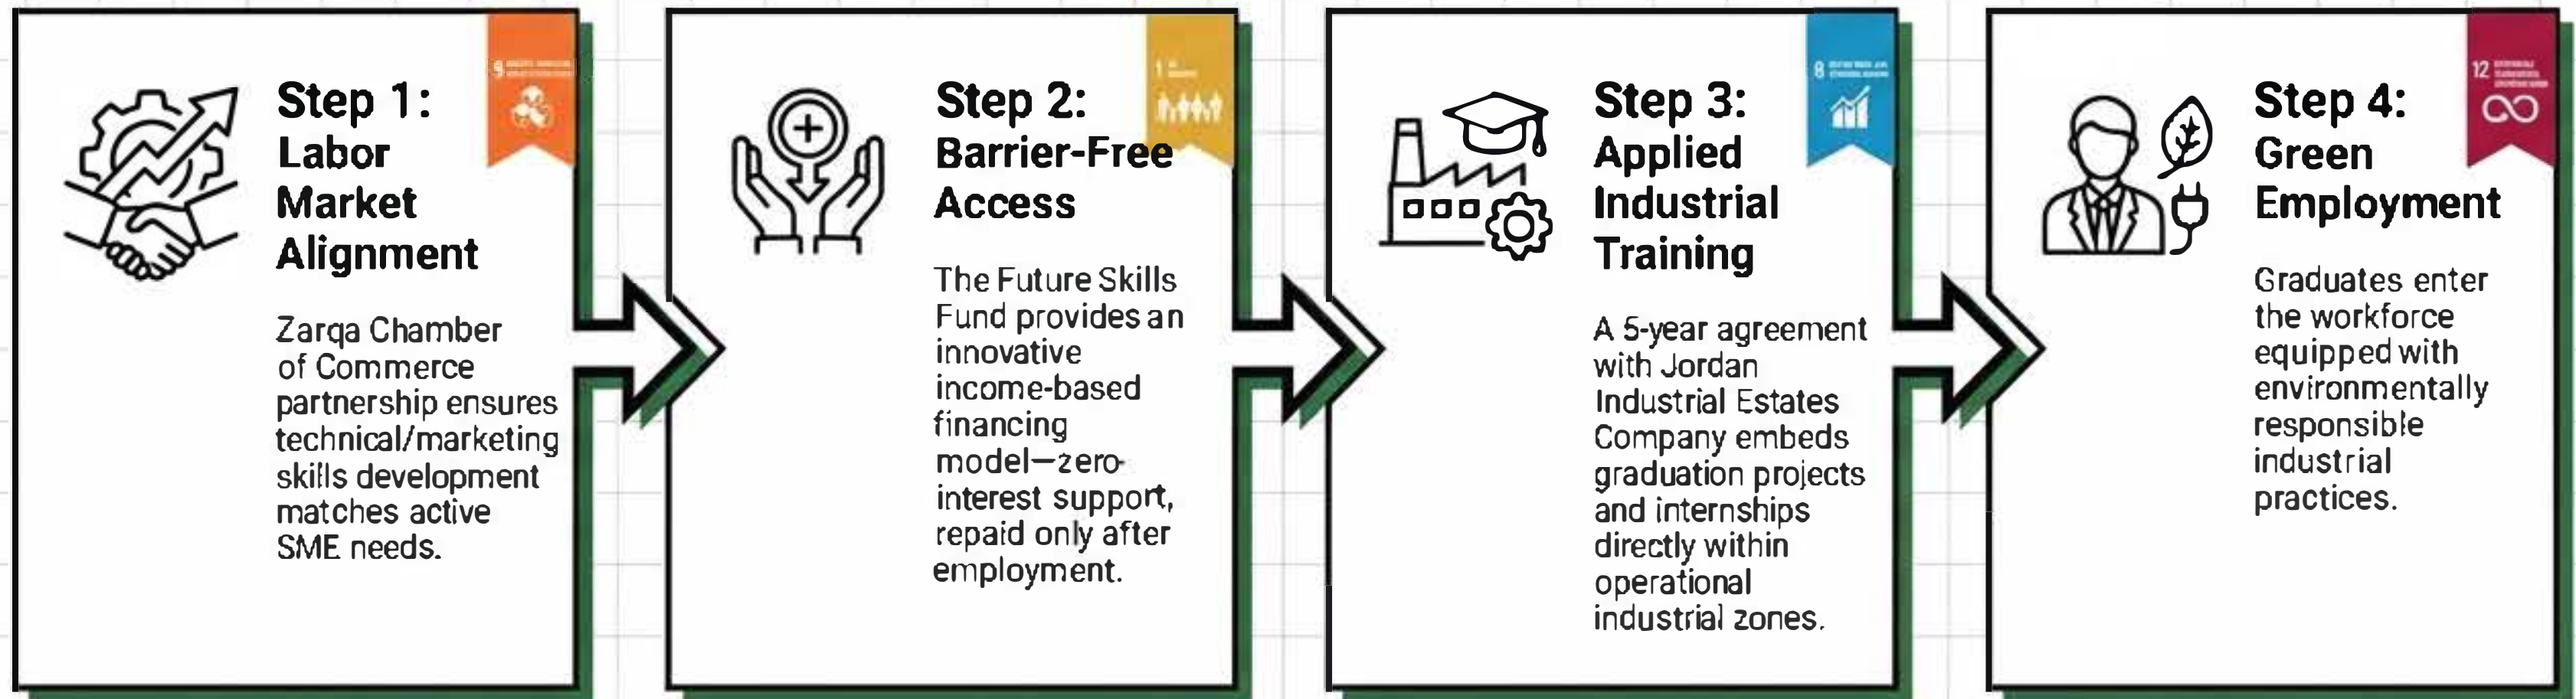 Step 1:
Labor
Market
Alignment
Zarqa Chamber
of Commerce
partnership ensures
technical/marketing
skills development
matches active
SME needs.
9
Step 2:
Barrier-Free
Access
The Future Skills
Fund provides an
innovative
income-based
financing
model—zero-
interest support,
repaid only after
employment.
1
Step 3:
Applied
Industrial
Training
A 5-year agreement
with Jordan
Industrial Estates
Company embeds
graduation projects
and internships
directly within
operational
industrial zones.
8
Step 4:
Green
Employment
Graduates enter
the workforce
equipped with
environmentally
responsible
industrial
practices.
12